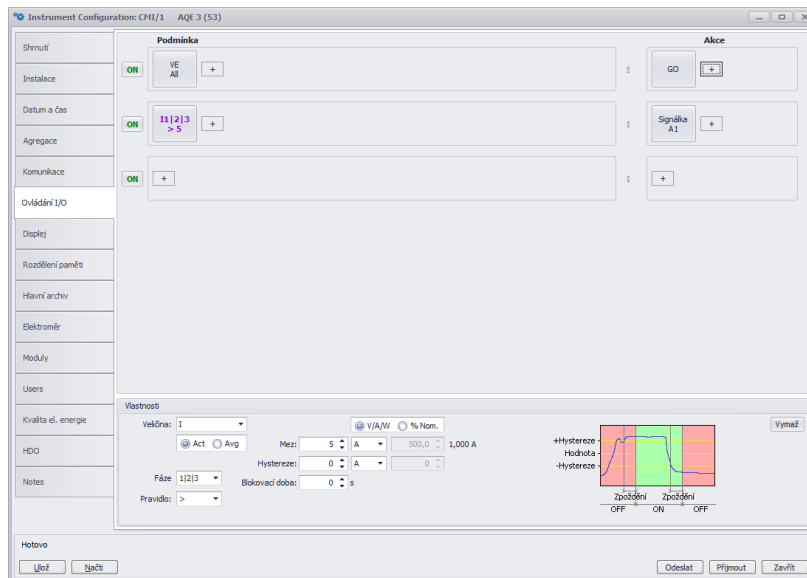 Instrument Configuration: CMI/1 AQE 3 (53)
Shrnutí
Instalace
Datum a čas
Agregace
Komunikace
Ovládání I/O
Displej
Rozdělení paměti
Hlavní archiv
Elektroměr
Moduly
Users
Kvalita el. energie
HDO
Notes
Podmínka
Akce
ON
VE
All
+
GO
+
ON
I1|2|3
> 5
+
Signálka
A1
+
ON
+
+
Vlastnosti
Veličina: I
V/A/W % Nom.
Vymaž
Act Avg
Mez: 5 A 500,0 1,000 A
Hystereze: 0 A 0
Fáze 1|2|3
Blokovací doba: 0 s
Pravidlo: >
+Hystereze
Hodnota
-Hystereze
Zpoždění Zpoždění
OFF ON OFF
Hotovo
Ulož Načti Odeslat Přijmout Zavřít